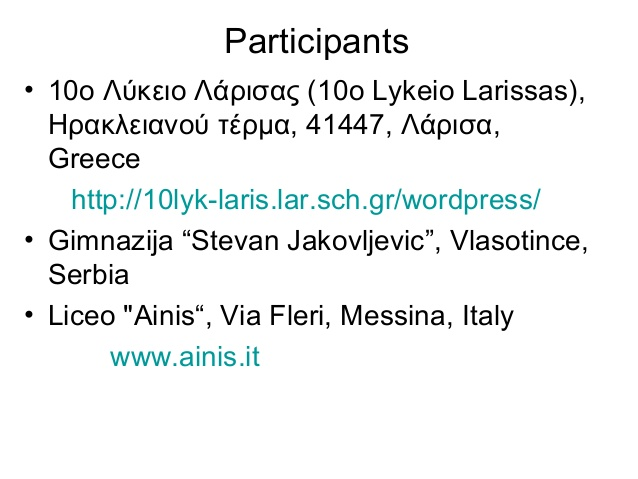 Participants
• 10ο Λύκειο Λάρισας (10o Lykeio Larissas),
Ηρακλειανού τέρμα, 41447, Λάρισα,
Greece
http://10lyk-laris.lar.sch.gr/wordpress/
• Gimnazija “Stevan Jakovljevic”, Vlasotince,
Serbia
• Liceo "Ainis“, Via Fleri, Messina, Italy
www.ainis.it